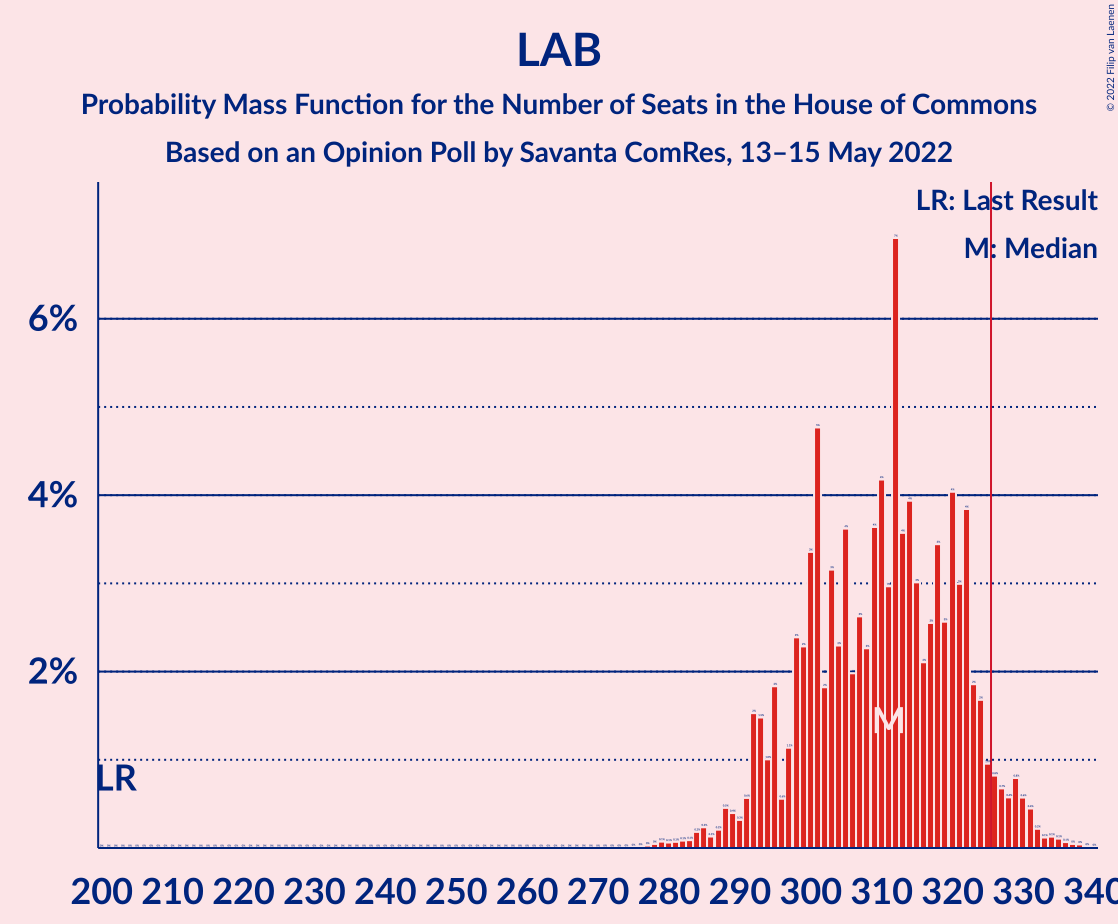 LAB
Probability Mass Function for the Number of Seats in the House of Commons
Based on an Opinion Poll by Savanta ComRes, 13–15 May 2022
© 2022 Filip van Laenen
LR: Last Result
M: Median
6%
4%
2%
M
LR
200 210 220 230 240 250 260 270 280 290 300 310 320 330 340